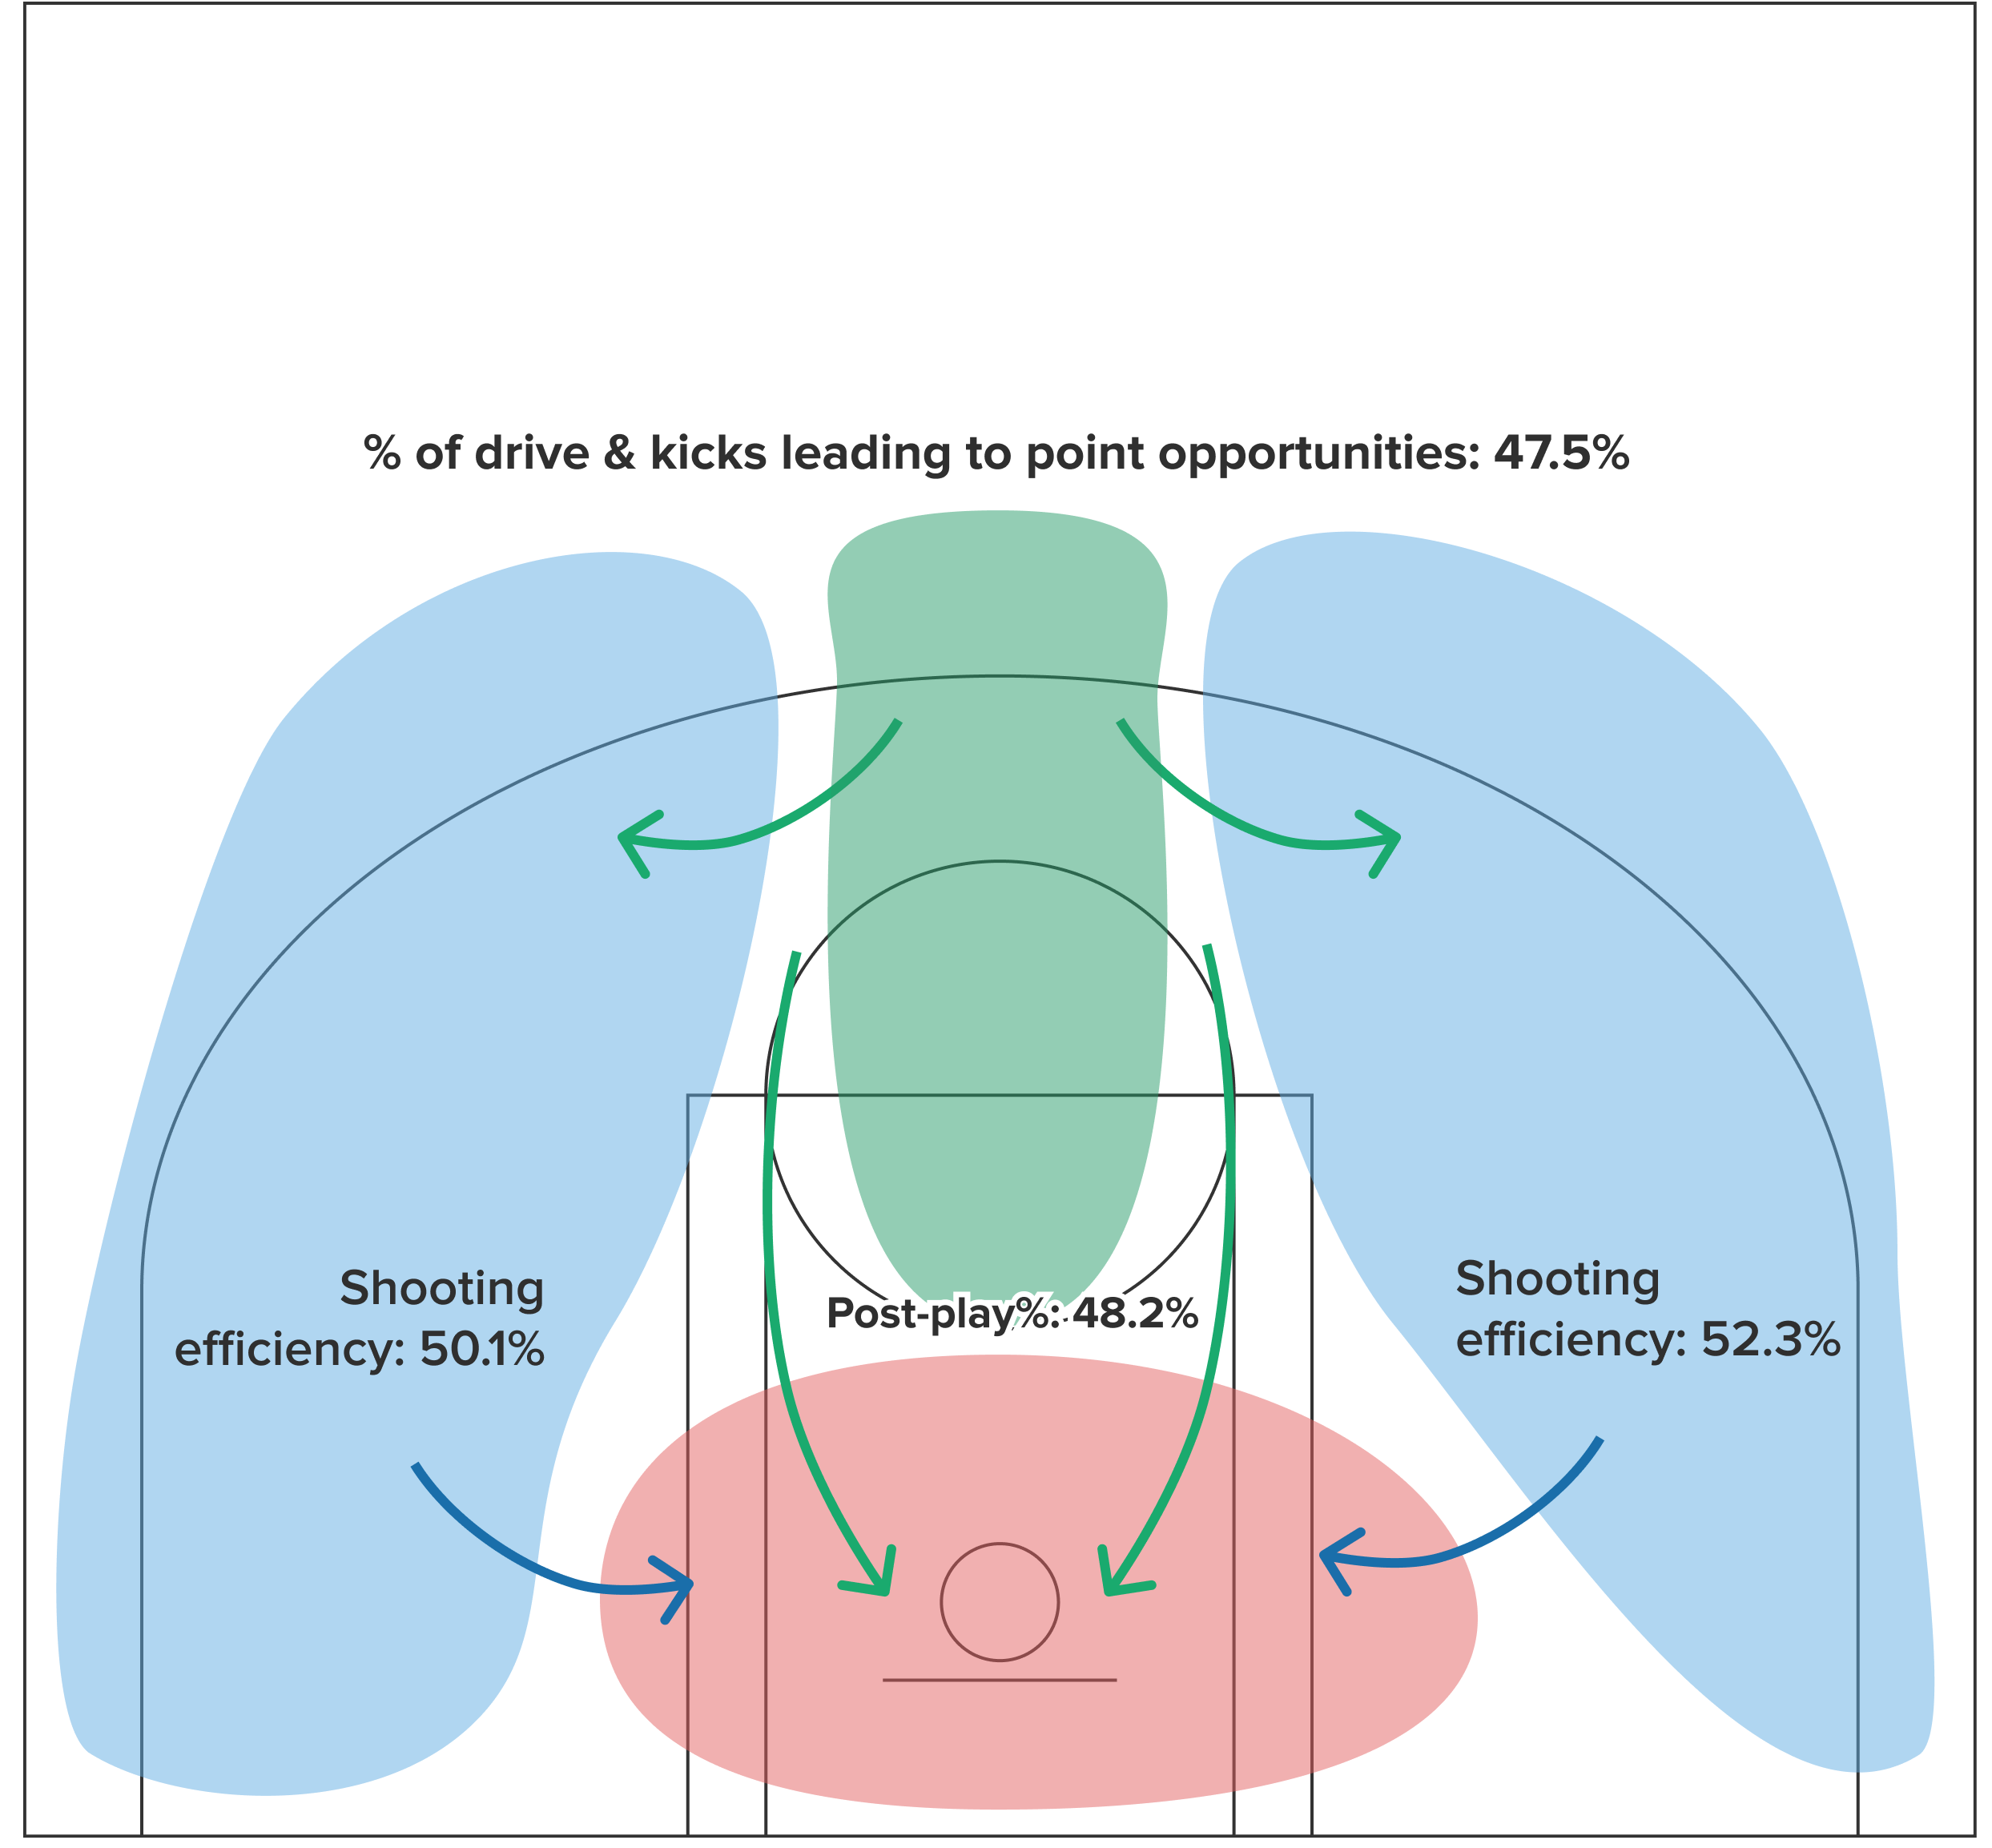 % of drive & kicks leading to point opportunities: 47.5%
Shooting
efficiency: 50.1%
Post-play%: 48.2%
Shooting
efficiency: 52.3%